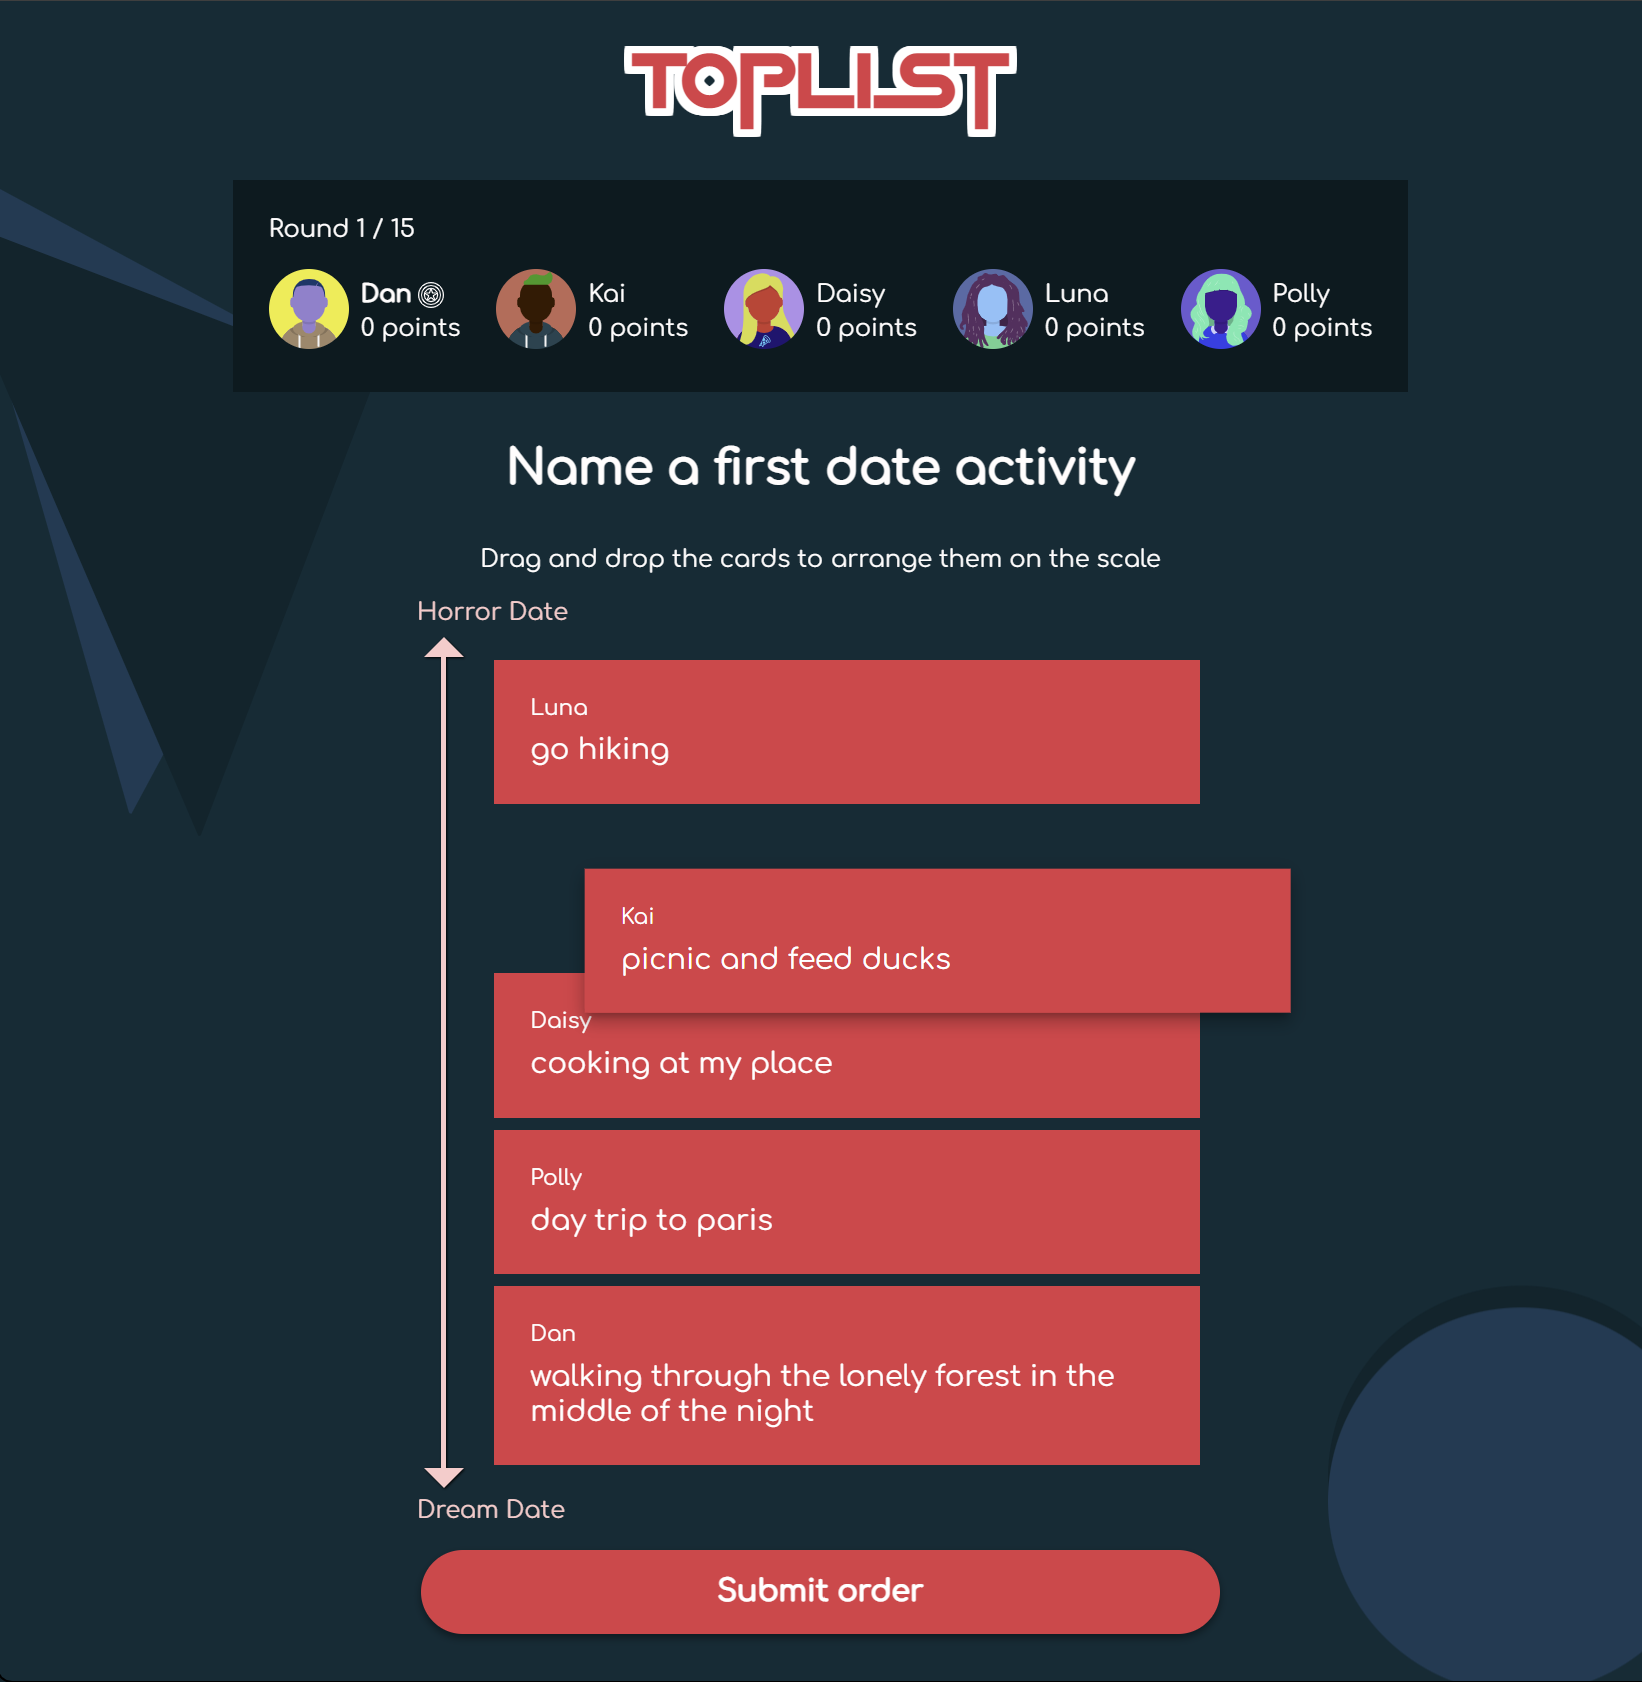 TOPLIST
Round 1 / 15
Dan
0 points
Kai
0 points
Daisy
0 points
Luna
0 points
Polly
0 points
Name a first date activity
Drag and drop the cards to arrange them on the scale
Horror Date
Luna
go hiking
Kai
picnic and feed ducks
Daisy
cooking at my place
Polly
day trip to paris
Dan
walking through the lonely forest in the
middle of the night
Dream Date
Submit order